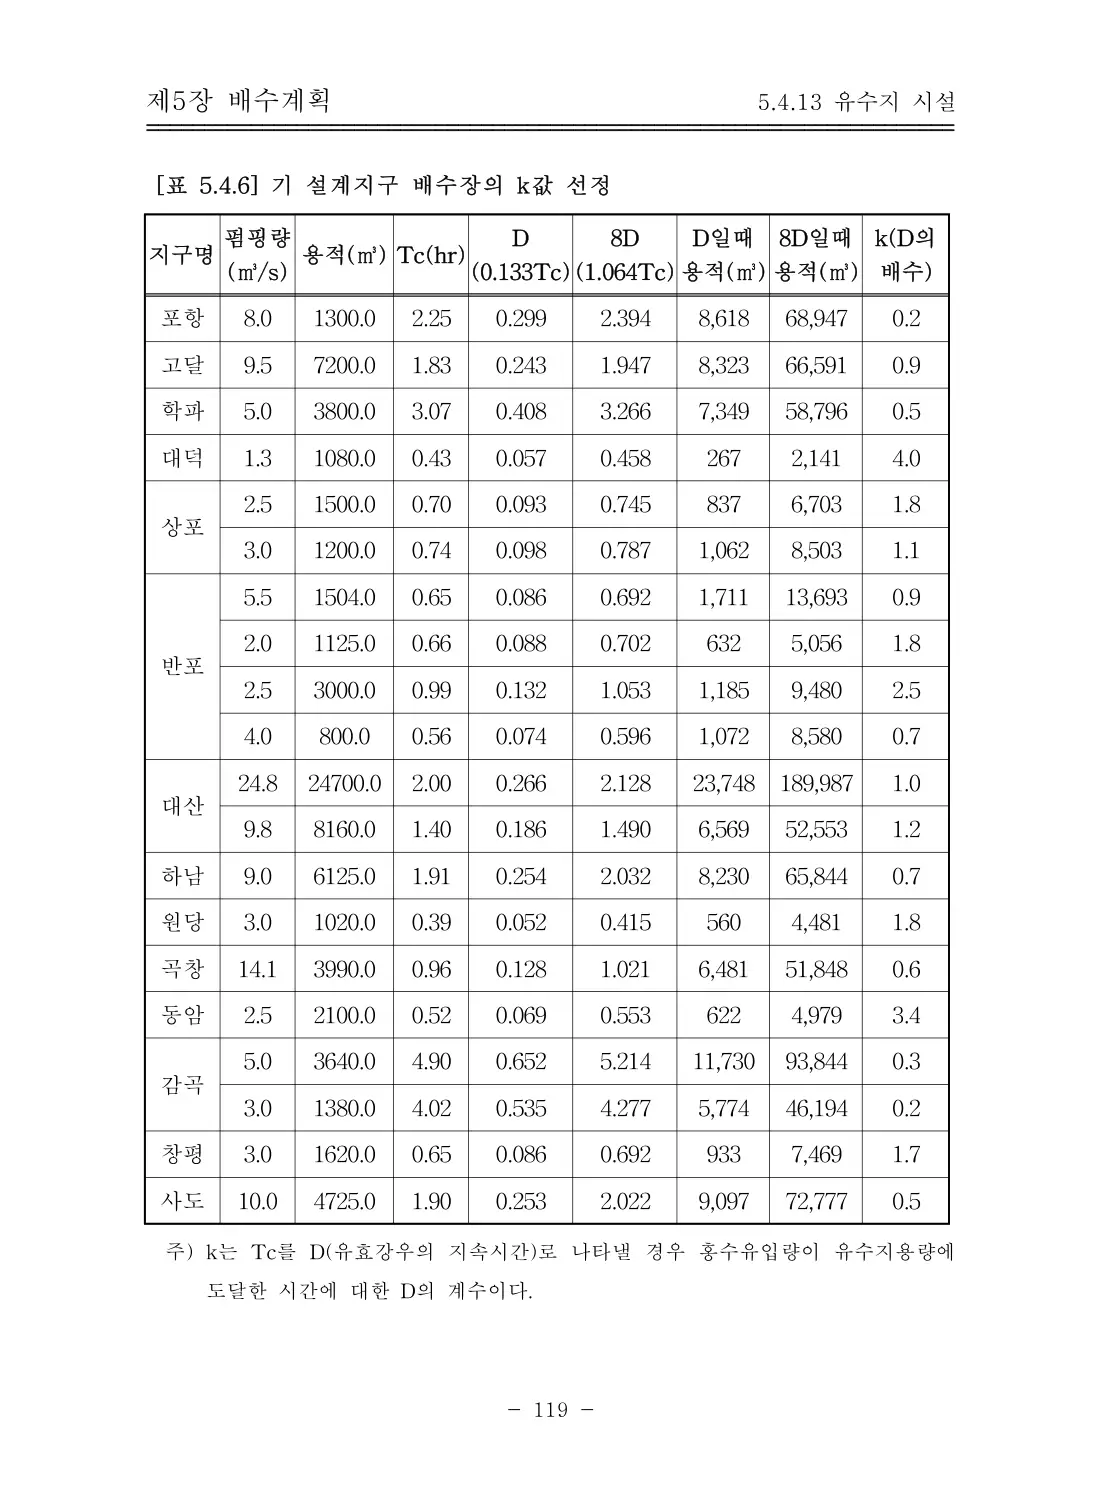 제5장 배수계획 5.4.13 유수지 시설
[표 5.4.6] 기 설계지구 배수장의 k값 선정
지구명 펌핑량(㎥/s) 용적(㎥) Tc(hr) D(0.133Tc) 8D(1.064Tc) D일때 용적(㎥) 8D일때 용적(㎥) k(D의 배수)
포항 8.0 1300.0 2.25 0.299 2.394 8,618 68,947 0.2
고달 9.5 7200.0 1.83 0.243 1.947 8,323 66,591 0.9
학파 5.0 3800.0 3.07 0.408 3.266 7,349 58,796 0.5
대덕 1.3 1080.0 0.43 0.057 0.458 267 2,141 4.0
상포 2.5 1500.0 0.70 0.093 0.745 837 6,703 1.8
3.0 1200.0 0.74 0.098 0.787 1,062 8,503 1.1
반포 5.5 1504.0 0.65 0.086 0.692 1,711 13,693 0.9
2.0 1125.0 0.66 0.088 0.702 632 5,056 1.8
2.5 3000.0 0.99 0.132 1.053 1,185 9,480 2.5
4.0 800.0 0.56 0.074 0.596 1,072 8,580 0.7
대산 24.8 24700.0 2.00 0.266 2.128 23,748 189,987 1.0
9.8 8160.0 1.40 0.186 1.490 6,569 52,553 1.2
하남 9.0 6125.0 1.91 0.254 2.032 8,230 65,844 0.7
원당 3.0 1020.0 0.39 0.052 0.415 560 4,481 1.8
곡창 14.1 3990.0 0.96 0.128 1.021 6,481 51,848 0.6
동암 2.5 2100.0 0.52 0.069 0.553 622 4,979 3.4
감곡 5.0 3640.0 4.90 0.652 5.214 11,730 93,844 0.3
3.0 1380.0 4.02 0.535 4.277 5,774 46,194 0.2
창평 3.0 1620.0 0.65 0.086 0.692 933 7,469 1.7
사도 10.0 4725.0 1.90 0.253 2.022 9,097 72,777 0.5
주) k는 Tc를 D(유효강우의 지속시간)로 나타낼 경우 홍수유입량이 유수지용량에
도달한 시간에 대한 D의 계수이다.
- 119 -